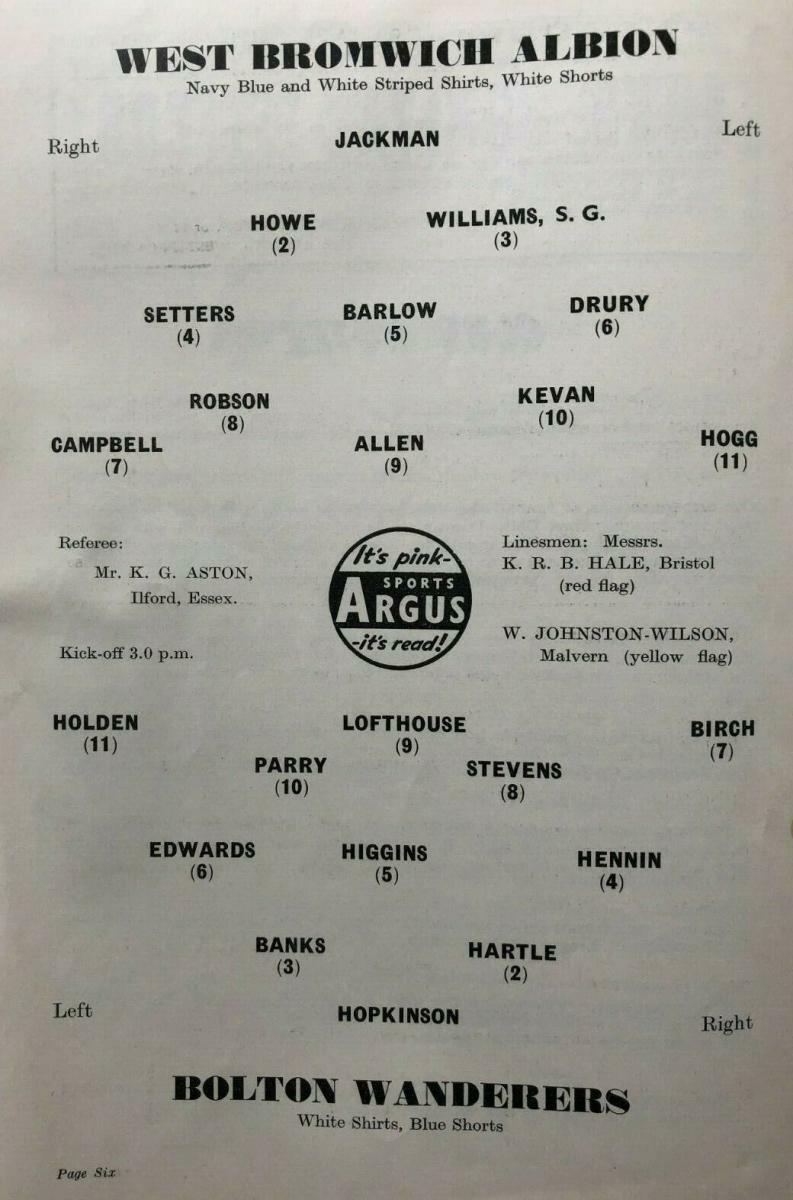 WEST BROMWICH ALBION
Navy Blue and White Striped Shirts, White Shorts
Right JACKMAN Left
HOWE WILLIAMS, S. G.
(2) (3)
SETTERS BARLOW DRURY
(4) (5) (6)
ROBSON KEVAN
(8) (10)
CAMPBELL ALLEN HOGG
(7) (9) (11)
Referee:
Mr. K. G. ASTON,
Ilford, Essex.
Kick-off 3.0 p.m.
It's pink-
SPORTS
ARGUS
-it's read!
Linesmen: Messrs.
K. R. B. HALE, Bristol
(red flag)
W. JOHNSTON-WILSON,
Malvern (yellow flag)
HOLDEN LOFTHOUSE BIRCH
(11) (9) (7)
PARRY STEVENS
(10) (8)
EDWARDS HIGGINS HENNIN
(6) (5) (4)
BANKS HARTLE
(3) (2)
Left HOPKINSON Right
BOLTON WANDERERS
White Shirts, Blue Shorts
Page Six